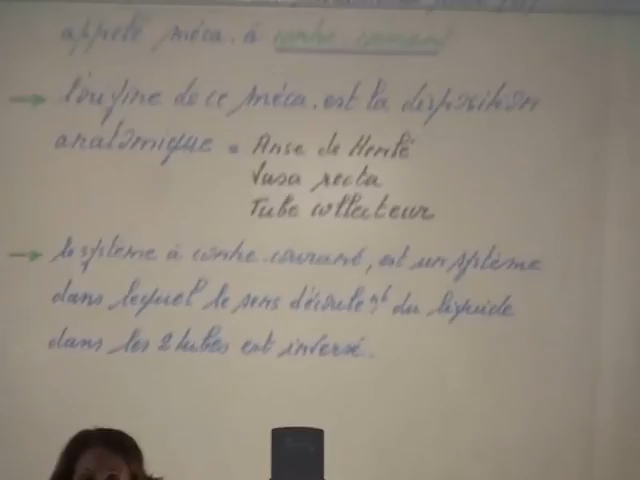 appelé méca. à contre courant
→ l'origine de ce méca. est la disposition
anatomique : Anse de Henlé
Vasa recta
Tube collecteur
→ le système à contre-courant, est un système
dans lequel le sens d'écoulemt du liquide
dans les 2 tubes est inversé.